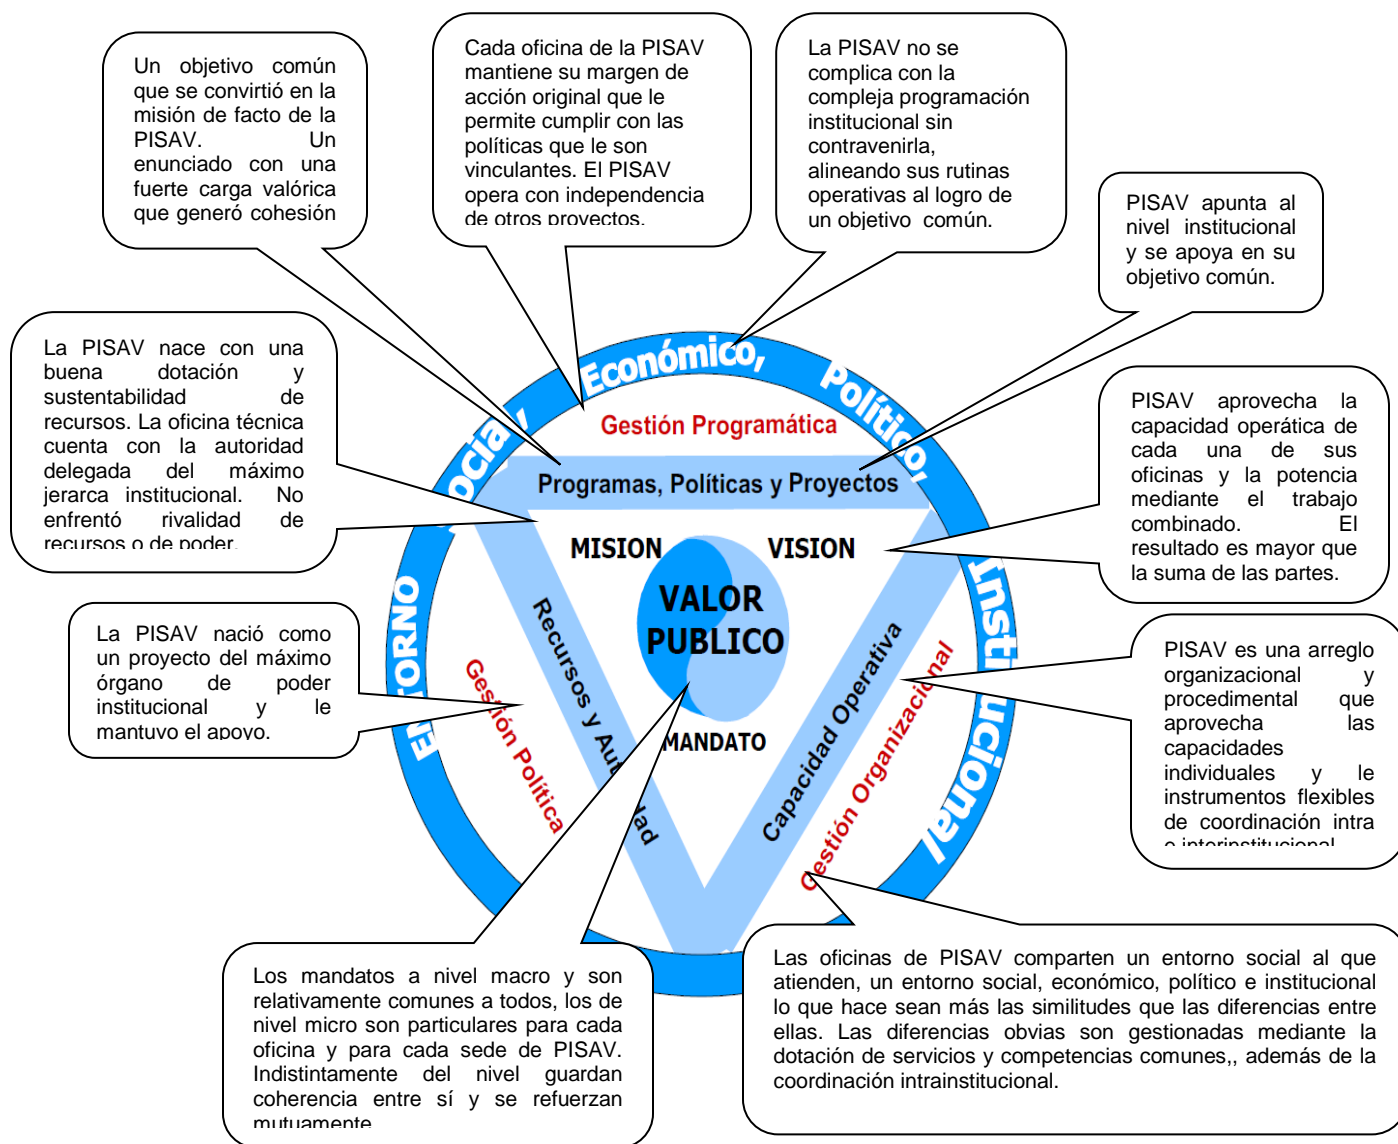 Un objetivo común
que se convirtió en la
misión de facto de la
PISAV. Un
enunciado con una
fuerte carga valórica
que generó cohesión
Cada oficina de la PISAV
mantiene su margen de
acción original que le
permite cumplir con las
políticas que le son
vinculantes. El PISAV
opera con independencia
de otros proyectos.
La PISAV no se
complica con la
compleja programación
institucional sin
contravenirla,
alineando sus rutinas
operativas al logro de
un objetivo común.
PISAV apunta al
nivel institucional
y se apoya en su
objetivo común.
La PISAV nace con una
buena dotación y
sustentabilidad de
recursos. La oficina técnica
cuenta con la autoridad
delegada del máximo
jerarca institucional. No
enfrentó rivalidad de
recursos o de poder.
PISAV aprovecha la
capacidad operática de
cada una de sus
oficinas y la potencia
mediante el trabajo
combinado. El
resultado es mayor que
la suma de las partes.
La PISAV nació como
un proyecto del máximo
órgano de poder
institucional y le
mantuvo el apoyo.
PISAV es una arreglo
organizacional y
procedimental que
aprovecha las
capacidades
individuales y le
instrumentos flexibles
de coordinación intra
e interinstitucional
Económico,
Político,
Institucional
Gestión Programática
Programas, Políticas y Proyectos
MISION
VISION
VALOR
PUBLICO
MANDATO
Recursos y
Gestión Política
Capacidad Operativa
Gestión Organizacional
Los mandatos a nivel macro y son
relativamente comunes a todos, los de
nivel micro son particulares para cada
oficina y para cada sede de PISAV.
Indistintamente del nivel guardan
coherencia entre sí y se refuerzan
mutuamente
Las oficinas de PISAV comparten un entorno social al que
atienden, un entorno social, económico, político e institucional
lo que hace sean más las similitudes que las diferencias entre
ellas. Las diferencias obvias son gestionadas mediante la
dotación de servicios y competencias comunes,, además de la
coordinación intrainstitucional.